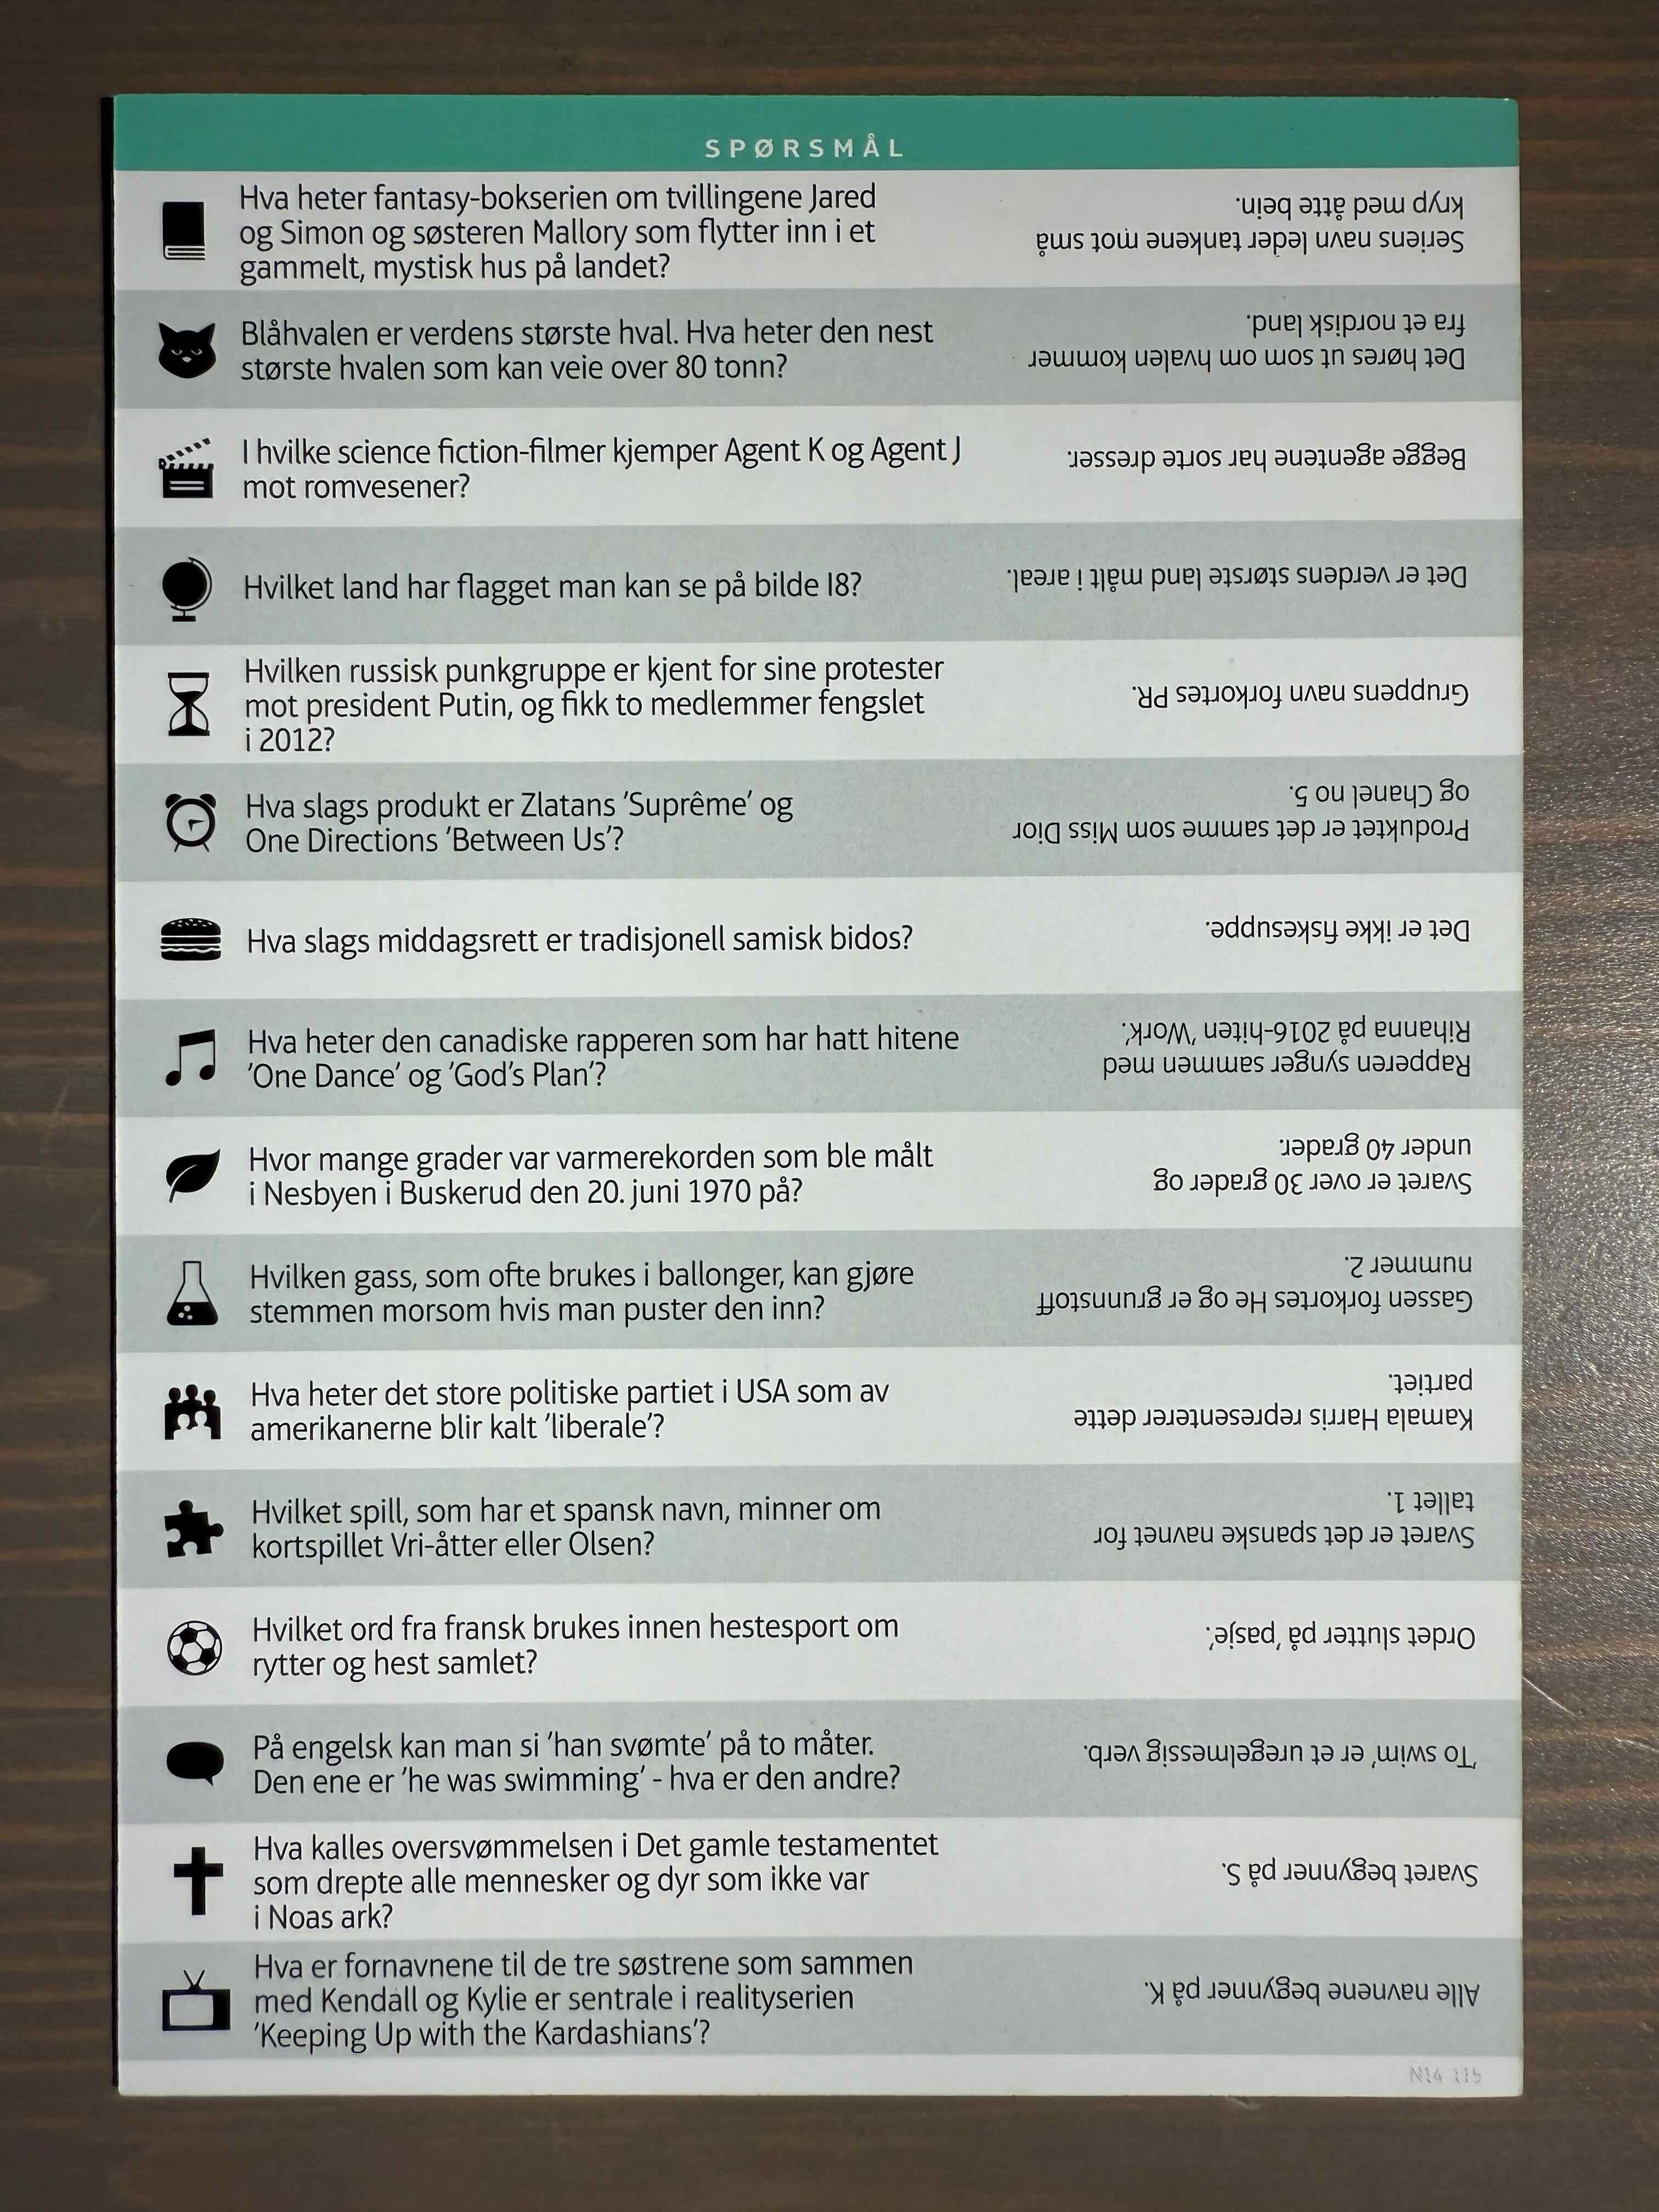 SPØRSMÅL
Hva heter fantasy-bokserien om tvillingene Jared
og Simon og søsteren Mallory som flytter inn i et
gammelt, mystisk hus på landet?
Seriens navn leder tankene mot små
kryp med åtte bein.
Blåhvalen er verdens største hval. Hva heter den nest
største hvalen som kan veie over 80 tonn?
Det høres ut som om hvalen kommer
fra et nordisk land.
I hvilke science fiction-filmer kjemper Agent K og Agent J
mot romvesener?
Begge agentene har sorte dresser.
Hvilket land har flagget man kan se på bilde I8?
Det er verdens største land målt i areal.
Hvilken russisk punkgruppe er kjent for sine protester
mot president Putin, og fikk to medlemmer fengslet
i 2012?
Gruppens navn forkortes PR.
Hva slags produkt er Zlatans 'Suprême' og
One Directions 'Between Us'?
Produktet er det samme som Miss Dior
og Chanel no 5.
Hva slags middagsrett er tradisjonell samisk bidos?
Det er ikke fiskesuppe.
Hva heter den canadiske rapperen som har hatt hitene
'One Dance' og 'God's Plan'?
Rapperen synger sammen med
Rihanna på 2016-hiten 'Work'.
Hvor mange grader var varmerekorden som ble målt
i Nesbyen i Buskerud den 20. juni 1970 på?
Svaret er over 30 grader og
under 40 grader.
Hvilken gass, som ofte brukes i ballonger, kan gjøre
stemmen morsom hvis man puster den inn?
Gassen forkortes He og er grunnstoff
nummer 2.
Hva heter det store politiske partiet i USA som av
amerikanerne blir kalt 'liberale'?
Kamala Harris representerer dette
partiet.
Hvilket spill, som har et spansk navn, minner om
kortspillet Vri-åtter eller Olsen?
Svaret er det spanske navnet for
tallet 1.
Hvilket ord fra fransk brukes innen hestesport om
rytter og hest samlet?
Ordet slutter på 'pasje'.
På engelsk kan man si 'han svømte' på to måter.
Den ene er 'he was swimming' - hva er den andre?
'To swim' er et uregelmessig verb.
Hva kalles oversvømmelsen i Det gamle testamentet
som drepte alle mennesker og dyr som ikke var
i Noas ark?
Svaret begynner på S.
Hva er fornavnene til de tre søstrene som sammen
med Kendall og Kylie er sentrale i realityserien
'Keeping Up with the Kardashians'?
Alle navnene begynner på K.
N14 115